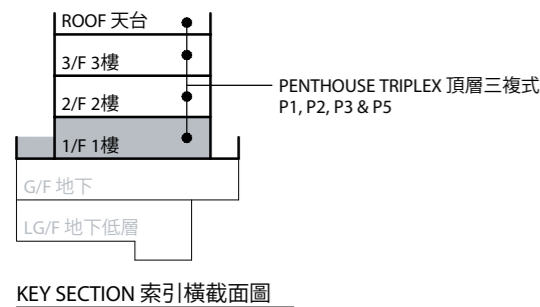 ROOF 天台
3/F 3樓
PENTHOUSE TRIPLEX 頂層三複式
P1, P2, P3 & P5
2/F 2樓
1/F 1樓
G/F 地下
LG/F 地下低層
KEY SECTION 索引橫截面圖